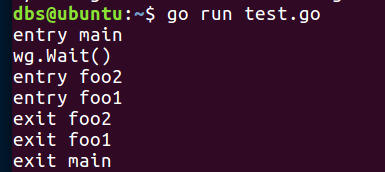 dbs@ubuntu:~$ go run test.go
entry main
wg.Wait()
entry foo2
entry foo1
exit foo2
exit foo1
exit main